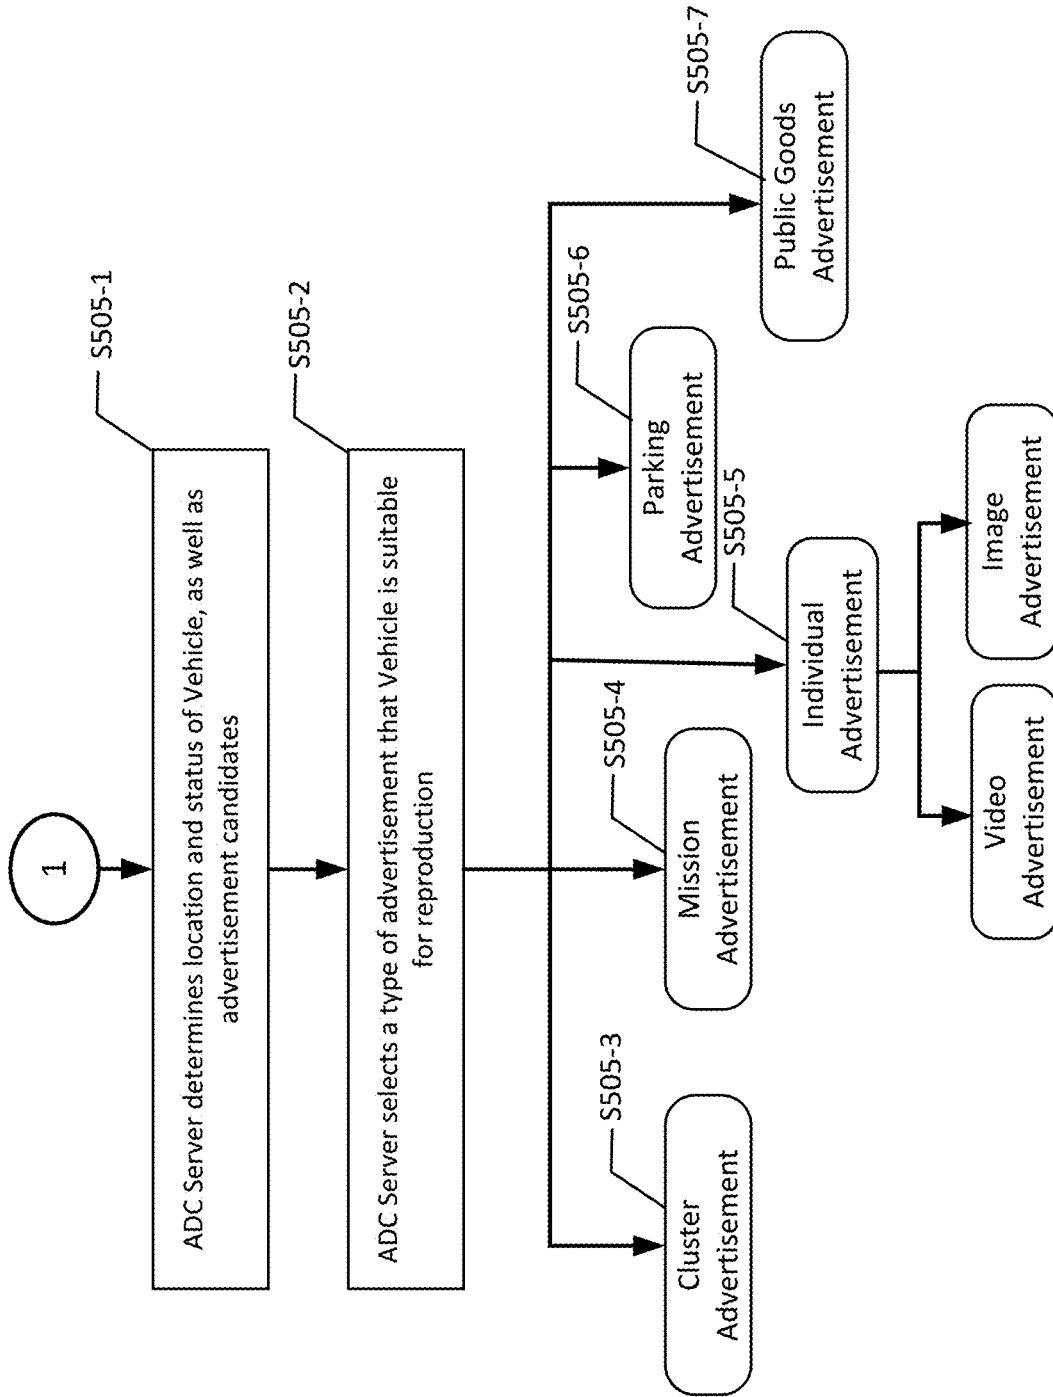 1
S505-1
ADC Server determines location and status of Vehicle, as well as
advertisement candidates
S505-2
ADC Server selects a type of advertisement that Vehicle is suitable
for reproduction
S505-3
Cluster
Advertisement
S505-4
Mission
Advertisement
S505-5
Individual
Advertisement
S505-6
Parking
Advertisement
S505-7
Public Goods
Advertisement
Video
Advertisement
Image
Advertisement